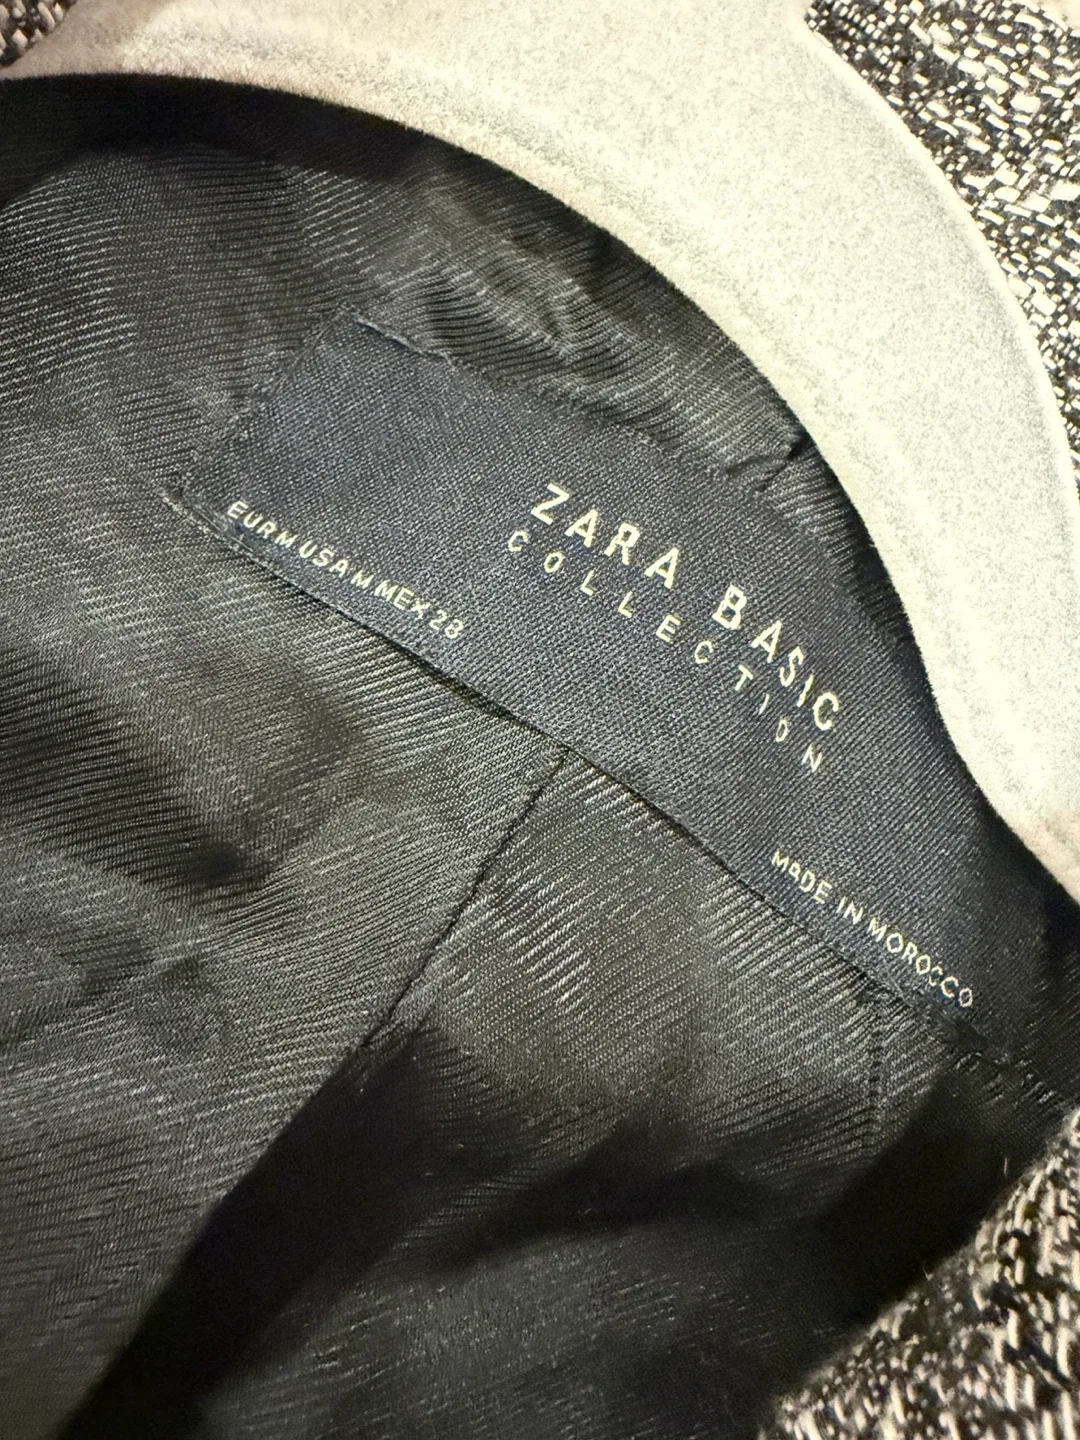 ZARA BASIC
COLLECTION
EUR M USA M MEX 28
MADE IN MOROCCO